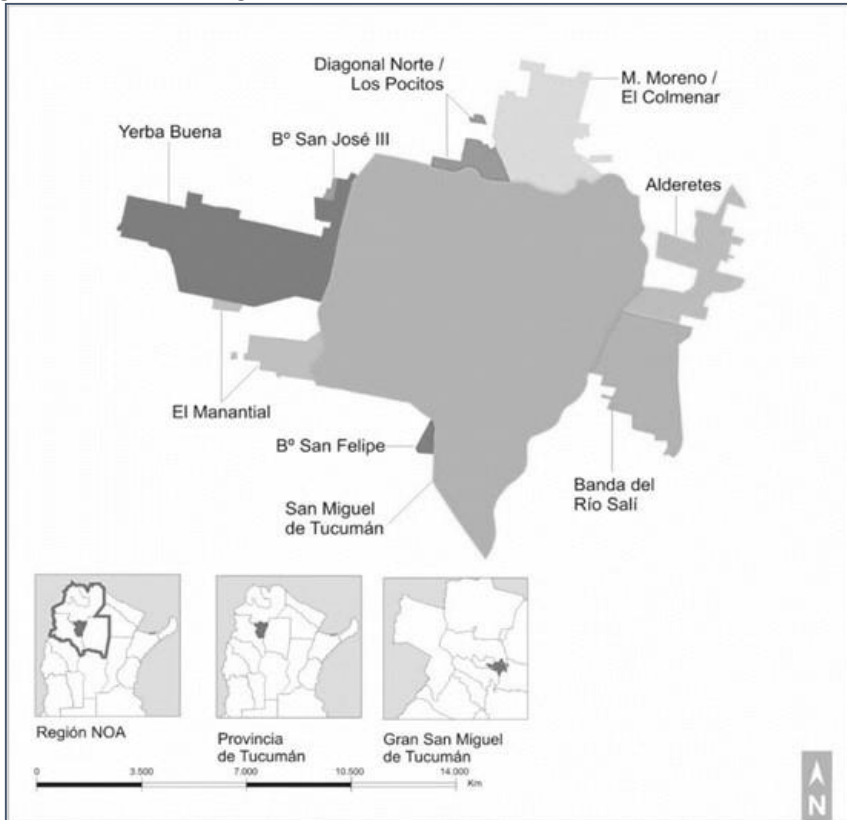 Diagonal Norte /
Los Pocitos
M. Moreno /
El Colmenar
Yerba Buena
Bº San José III
Alderetes
El Manantial
Bº San Felipe
San Miguel
de Tucumán
Banda del
Río Salí
Región NOA
Provincia
de Tucumán
Gran San Miguel
de Tucumán
0 3.500 7.000 10.500 14.000
Km
N